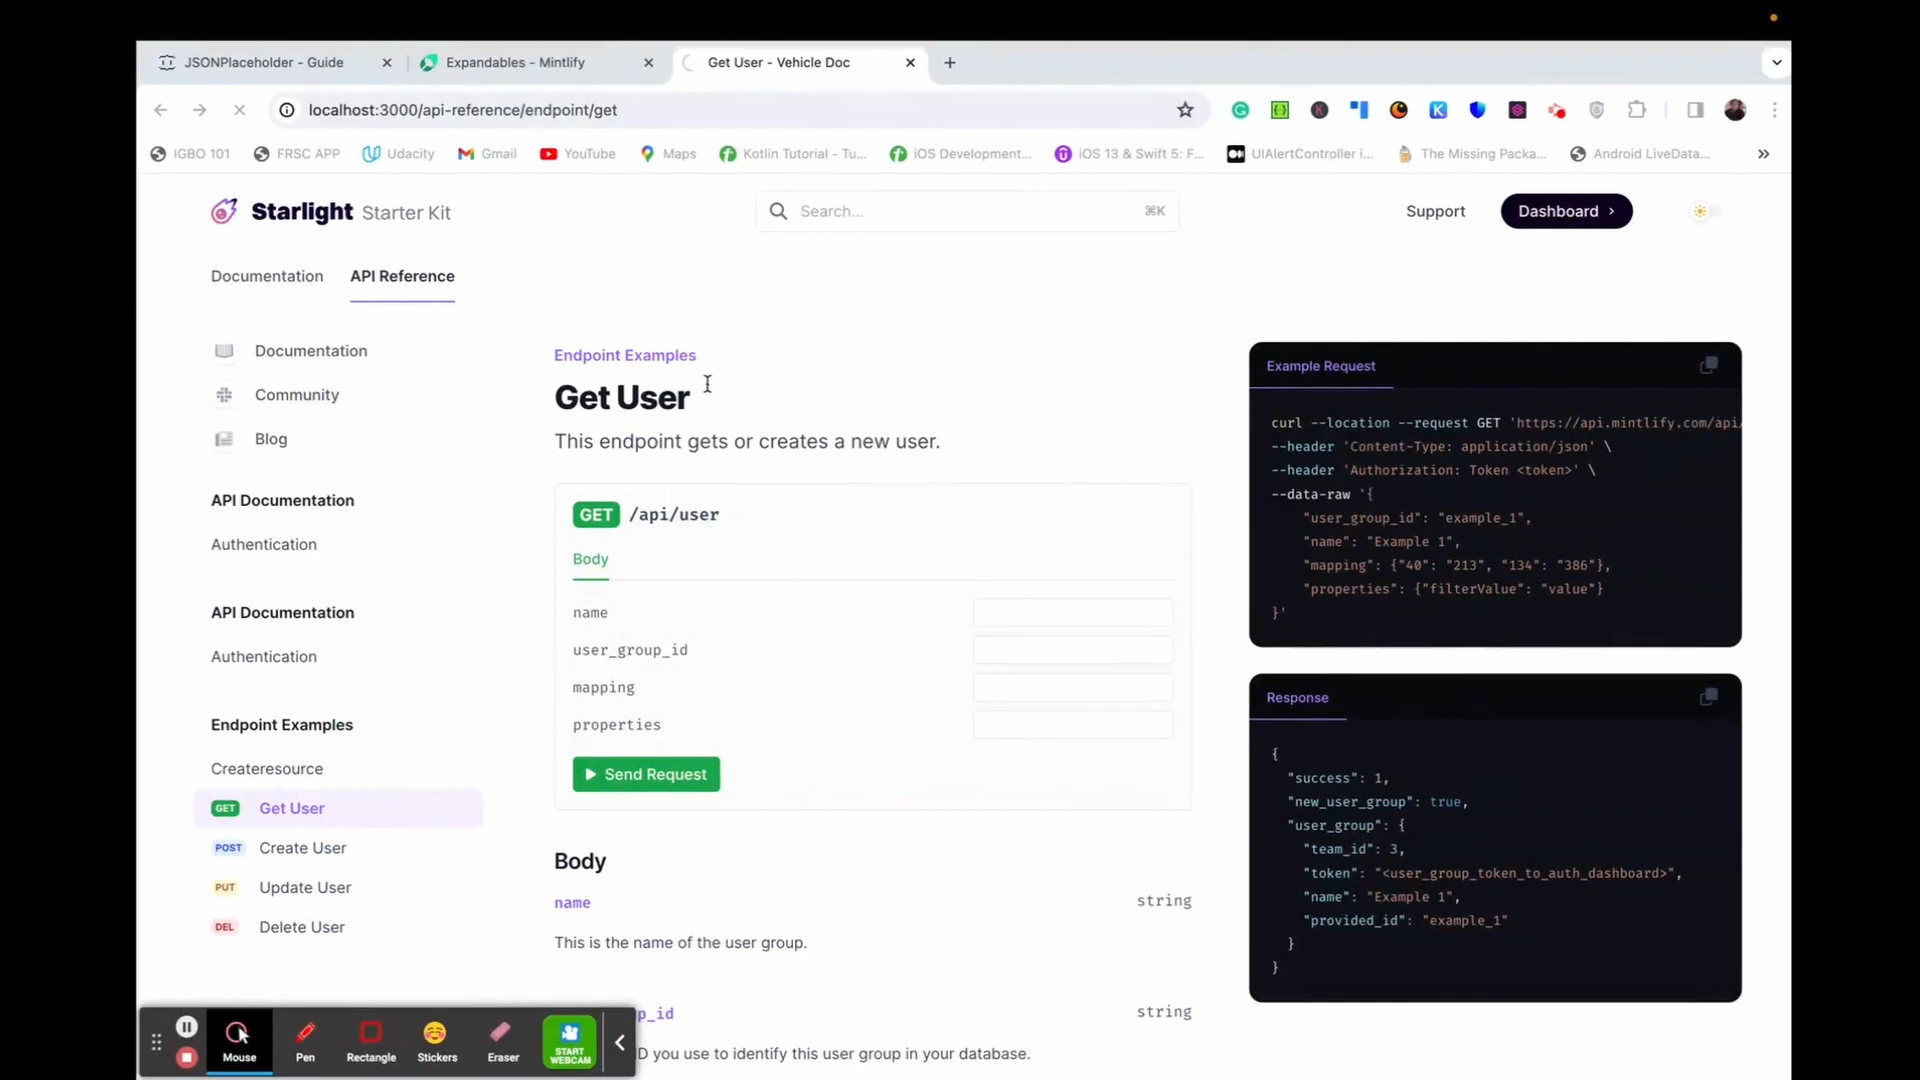 JSONPlaceholder - Guide
Expandables - Mintlify
Get User - Vehicle Doc
localhost:3000/api-reference/endpoint/get
IGBO 101
FRSC APP
Udacity
Gmail
YouTube
Maps
Kotlin Tutorial - Tu...
iOS Development...
iOS 13 & Swift 5: F...
UIAlertController i...
The Missing Packa...
Android LiveData...
Starlight Starter Kit
Search...
⌘K
Support
Dashboard
Documentation
API Reference
Documentation
Community
Blog
API Documentation
Authentication
API Documentation
Authentication
Endpoint Examples
Createresource
GET Get User
POST Create User
PUT Update User
DEL Delete User
Endpoint Examples
Get User
This endpoint gets or creates a new user.
GET /api/user
Body
name
user_group_id
mapping
properties
Send Request
Body
name string
This is the name of the user group.
p_id string
D you use to identify this user group in your database.
Example Request
curl --location --request GET 'https://api.mintlify.com/api/
--header 'Content-Type: application/json' \
--header 'Authorization: Token <token>' \
--data-raw '{
"user_group_id": "example_1",
"name": "Example 1",
"mapping": {"40": "213", "134": "386"},
"properties": {"filterValue": "value"}
}'
Response
{
"success": 1,
"new_user_group": true,
"user_group": {
"team_id": 3,
"token": "<user_group_token_to_auth_dashboard>",
"name": "Example 1",
"provided_id": "example_1"
}
}
Mouse
Pen
Rectangle
Stickers
Eraser
START
WEBCAM